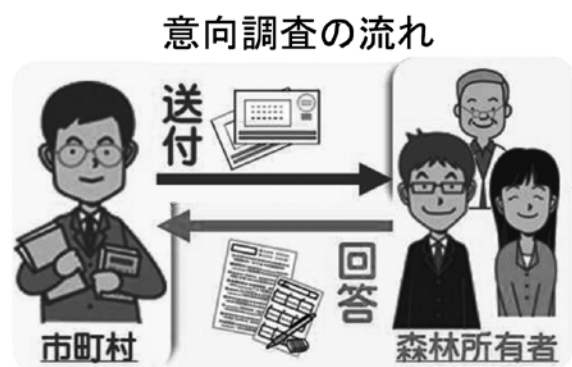 意向調査の流れ
送付
回答
市町村
森林所有者